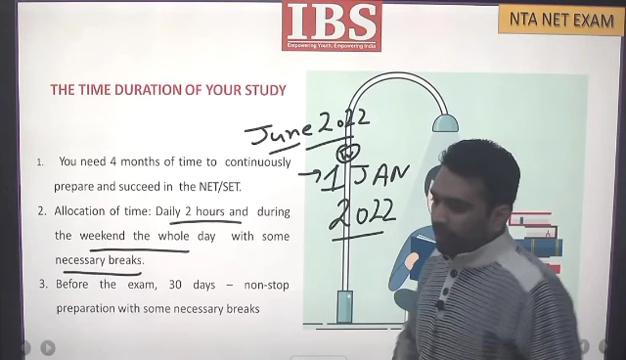 IBS
Empowering Youth, Empowering India
NTA NET EXAM
THE TIME DURATION OF YOUR STUDY
June 2022
1. You need 4 months of time to continuously
prepare and succeed in the NET/SET.
→ 1 JAN
2022
2. Allocation of time: Daily 2 hours and during
the weekend the whole day with some
necessary breaks.
3. Before the exam, 30 days – non-stop
preparation with some necessary breaks